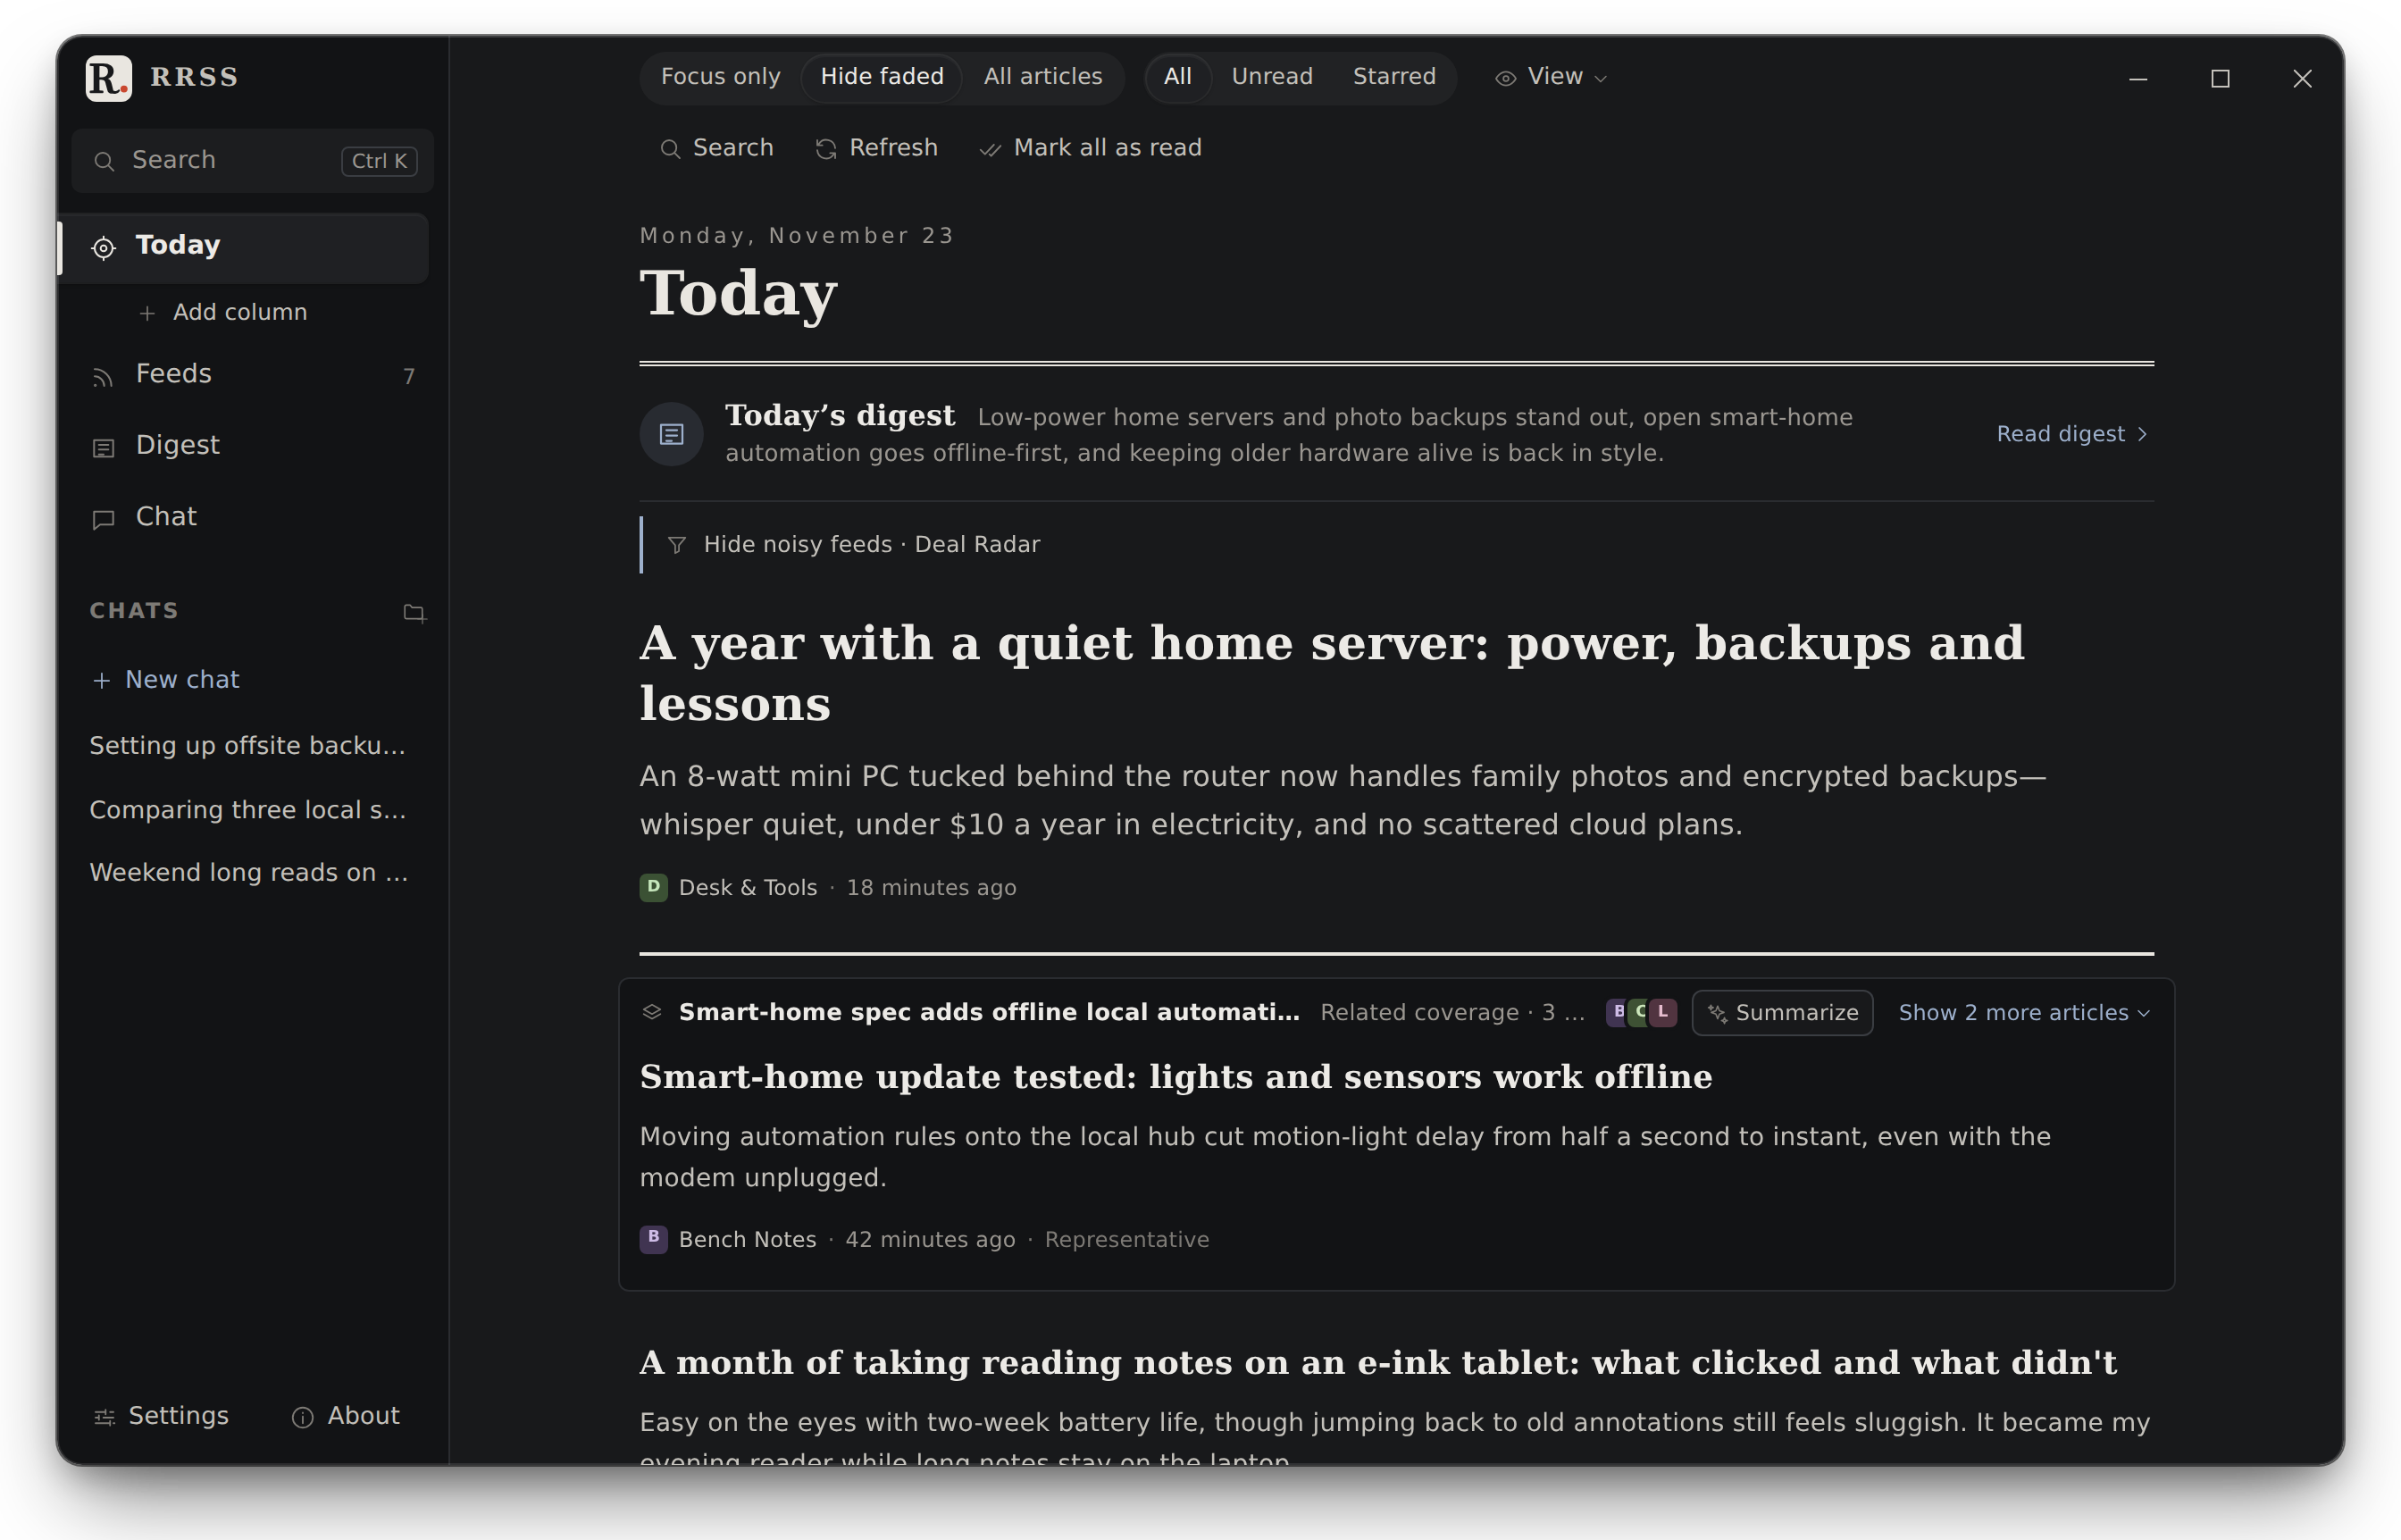 R. RRSS
Search Ctrl K
Today
Add column
Feeds 7
Digest
Chat
CHATS
New chat
Setting up offsite backu…
Comparing three local s…
Weekend long reads on …
Settings About
Focus only Hide faded All articles All Unread Starred View
Search Refresh Mark all as read
Monday, November 23
Today
Today’s digest Low-power home servers and photo backups stand out, open smart-home
automation goes offline-first, and keeping older hardware alive is back in style.
Read digest
Hide noisy feeds · Deal Radar
A year with a quiet home server: power, backups and
lessons
An 8-watt mini PC tucked behind the router now handles family photos and encrypted backups—
whisper quiet, under $10 a year in electricity, and no scattered cloud plans.
D Desk & Tools · 18 minutes ago
Smart-home spec adds offline local automati… Related coverage · 3 … B C L Summarize Show 2 more articles
Smart-home update tested: lights and sensors work offline
Moving automation rules onto the local hub cut motion-light delay from half a second to instant, even with the
modem unplugged.
B Bench Notes · 42 minutes ago · Representative
A month of taking reading notes on an e-ink tablet: what clicked and what didn't
Easy on the eyes with two-week battery life, though jumping back to old annotations still feels sluggish. It became my
evening reader while long notes stay on the laptop.